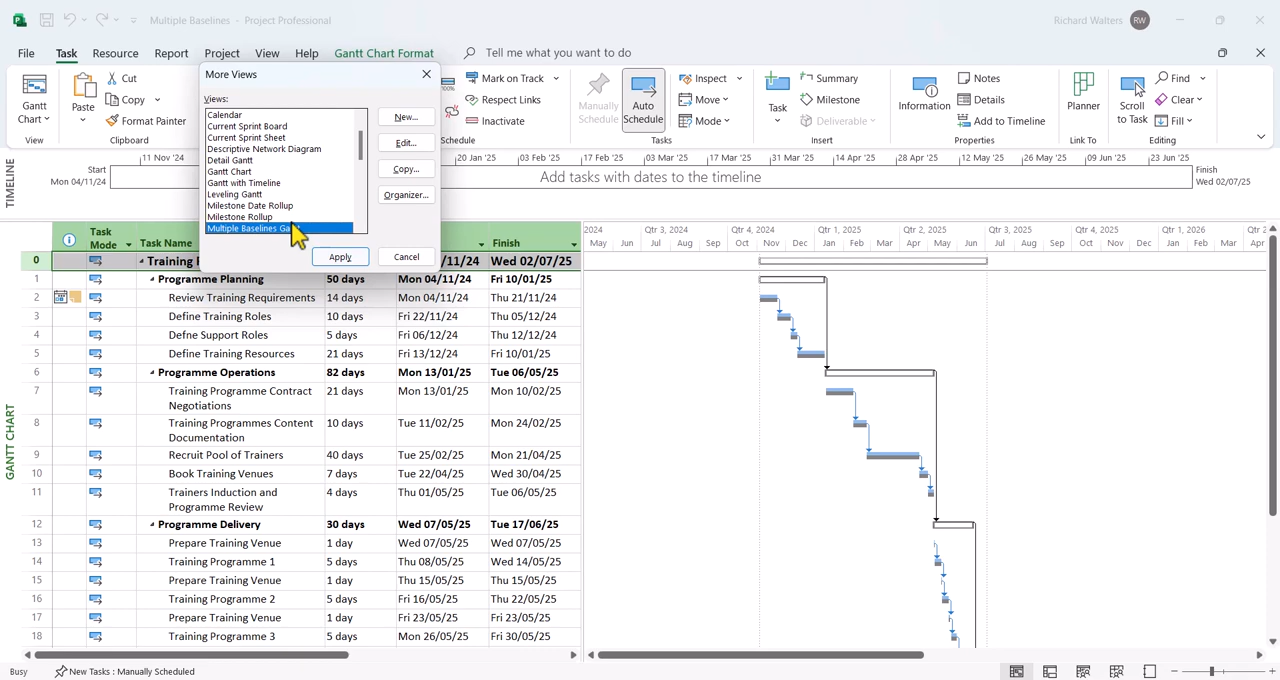 Multiple Baselines - Project Professional
Richard Walters RW
File Task Resource Report Project View Help Gantt Chart Format Tell me what you want to do
Gantt Chart
View
Paste
Cut
Copy
Format Painter
Clipboard
Mark on Track
Respect Links
Inactivate
Schedule
Manually Schedule
Auto Schedule
Inspect
Move
Mode
Tasks
Task
Summary
Milestone
Deliverable
Insert
Information
Notes
Details
Add to Timeline
Properties
Planner
Link To
Scroll to Task
Find
Clear
Fill
Editing
More Views
Views:
Calendar
Current Sprint Board
Current Sprint Sheet
Descriptive Network Diagram
Detail Gantt
Gantt Chart
Gantt with Timeline
Leveling Gantt
Milestone Date Rollup
Milestone Rollup
Multiple Baselines
New...
Edit...
Copy...
Organizer...
Apply
Cancel
TIMELINE
11 Nov '24 20 Jan '25 03 Feb '25 17 Feb '25 03 Mar '25 17 Mar '25 31 Mar '25 14 Apr '25 28 Apr '25 12 May '25 26 May '25 09 Jun '25 23 Jun '25
Start
Mon 04/11/24
Add tasks with dates to the timeline
Finish
Wed 02/07/25
GANTT CHART
Task Mode Task Name Finish
2024 Qtr 3, 2024 Qtr 4, 2024 Qtr 1, 2025 Qtr 2, 2025 Qtr 3, 2025 Qtr 4, 2025 Qtr 1, 2026 Qtr 2
May Jun Jul Aug Sep Oct Nov Dec Jan Feb Mar Apr May Jun Jul Aug Sep Oct Nov Dec Jan Feb Mar Apr
0 Training /11/24 Wed 02/07/25
1 Programme Planning 50 days Mon 04/11/24 Fri 10/01/25
2 Review Training Requirements 14 days Mon 04/11/24 Thu 21/11/24
3 Define Training Roles 10 days Fri 22/11/24 Thu 05/12/24
4 Defne Support Roles 5 days Fri 06/12/24 Thu 12/12/24
5 Define Training Resources 21 days Fri 13/12/24 Fri 10/01/25
6 Programme Operations 82 days Mon 13/01/25 Tue 06/05/25
7 Training Programme Contract Negotiations 21 days Mon 13/01/25 Mon 10/02/25
8 Training Programmes Content Documentation 10 days Tue 11/02/25 Mon 24/02/25
9 Recruit Pool of Trainers 40 days Tue 25/02/25 Mon 21/04/25
10 Book Training Venues 7 days Tue 22/04/25 Wed 30/04/25
11 Trainers Induction and Programme Review 4 days Thu 01/05/25 Tue 06/05/25
12 Programme Delivery 30 days Wed 07/05/25 Tue 17/06/25
13 Prepare Training Venue 1 day Wed 07/05/25 Wed 07/05/25
14 Training Programme 1 5 days Thu 08/05/25 Wed 14/05/25
15 Prepare Training Venue 1 day Thu 15/05/25 Thu 15/05/25
16 Training Programme 2 5 days Fri 16/05/25 Thu 22/05/25
17 Prepare Training Venue 1 day Fri 23/05/25 Fri 23/05/25
18 Training Programme 3 5 days Mon 26/05/25 Fri 30/05/25
Busy New Tasks : Manually Scheduled